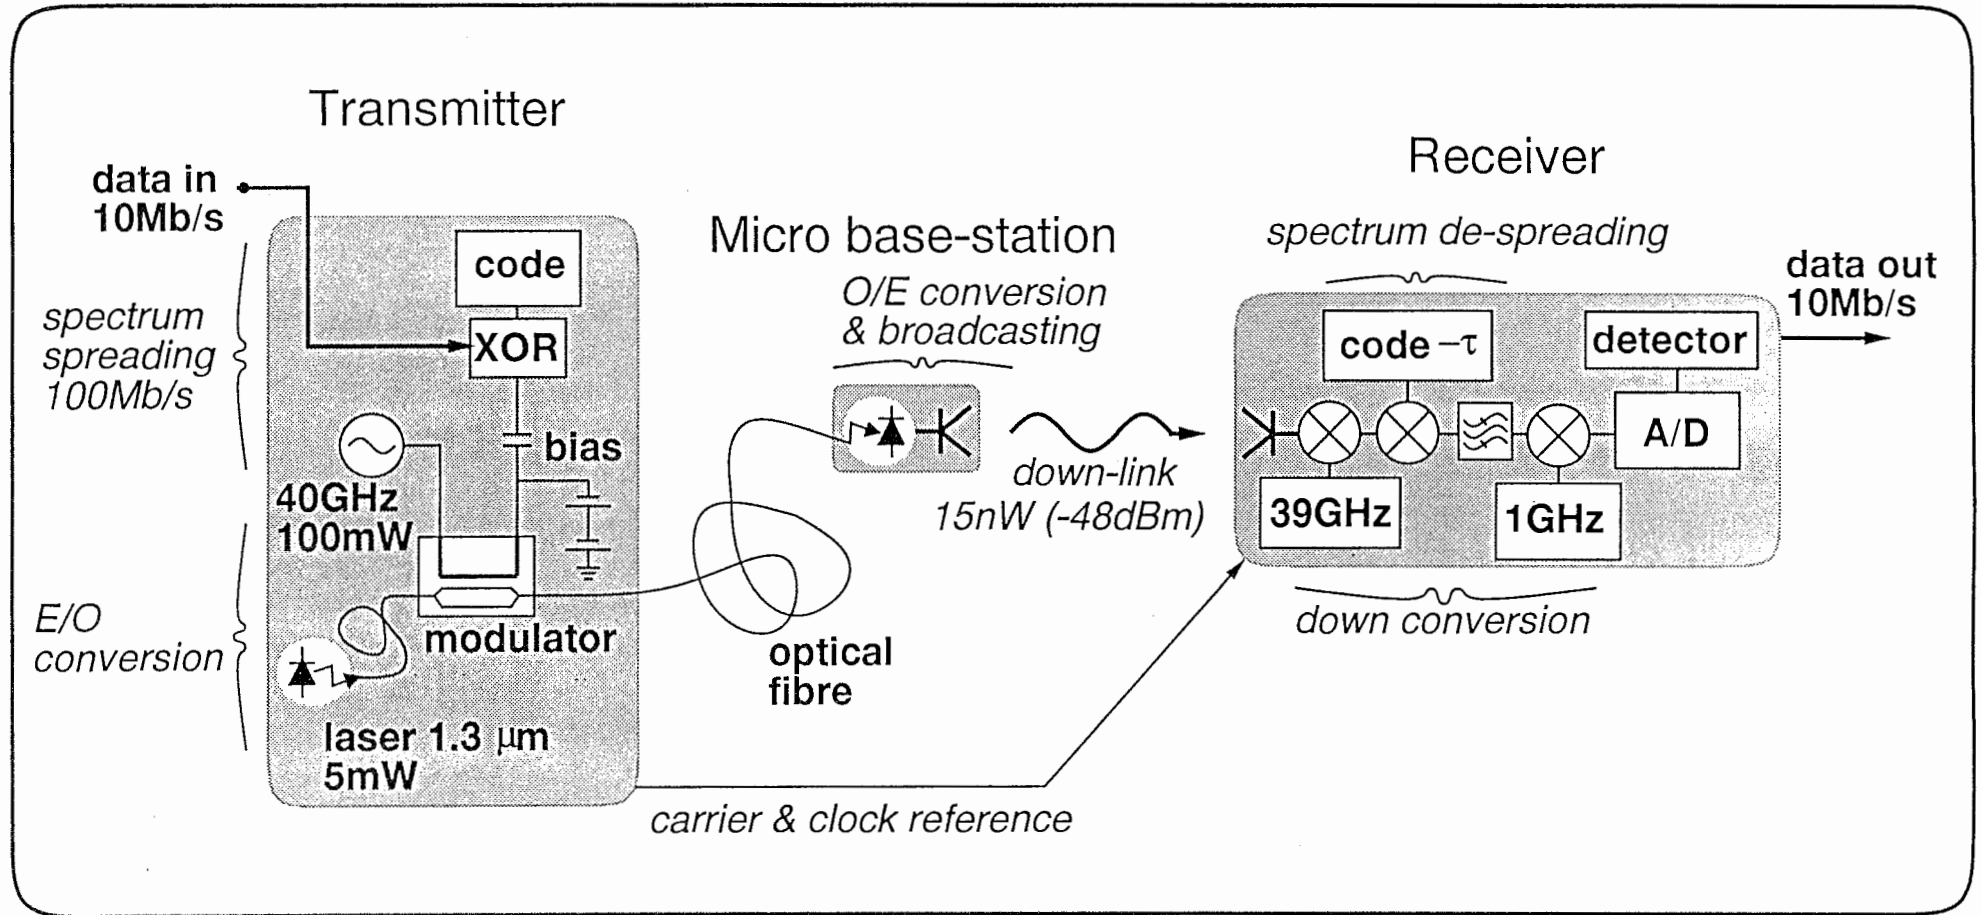 Transmitter
data in
10Mb/s
code
XOR
spectrum
spreading
100Mb/s
bias
40GHz
100mW
E/O
conversion
modulator
laser 1.3 μm
5mW
optical
fibre
carrier & clock reference
Micro base-station
O/E conversion
& broadcasting
down-link
15nW (-48dBm)
Receiver
spectrum de-spreading
code -τ
detector
data out
10Mb/s
A/D
39GHz
1GHz
down conversion